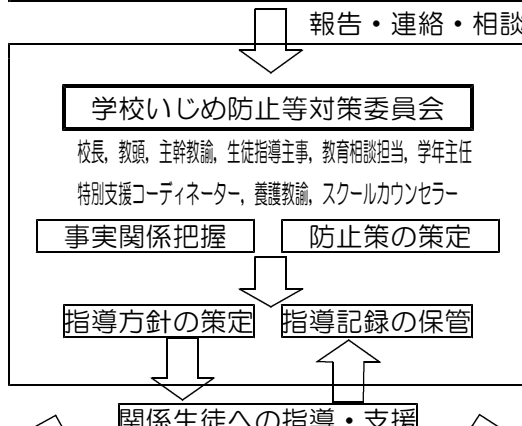 報告・連絡・相談
学校いじめ防止等対策委員会
校長，教頭，主幹教諭，生徒指導主事，教育相談担当，学年主任
特別支援コーディネーター，養護教諭，スクールカウンセラー
事実関係把握 防止策の策定
指導方針の策定 指導記録の保管
関係生徒への指導・支援